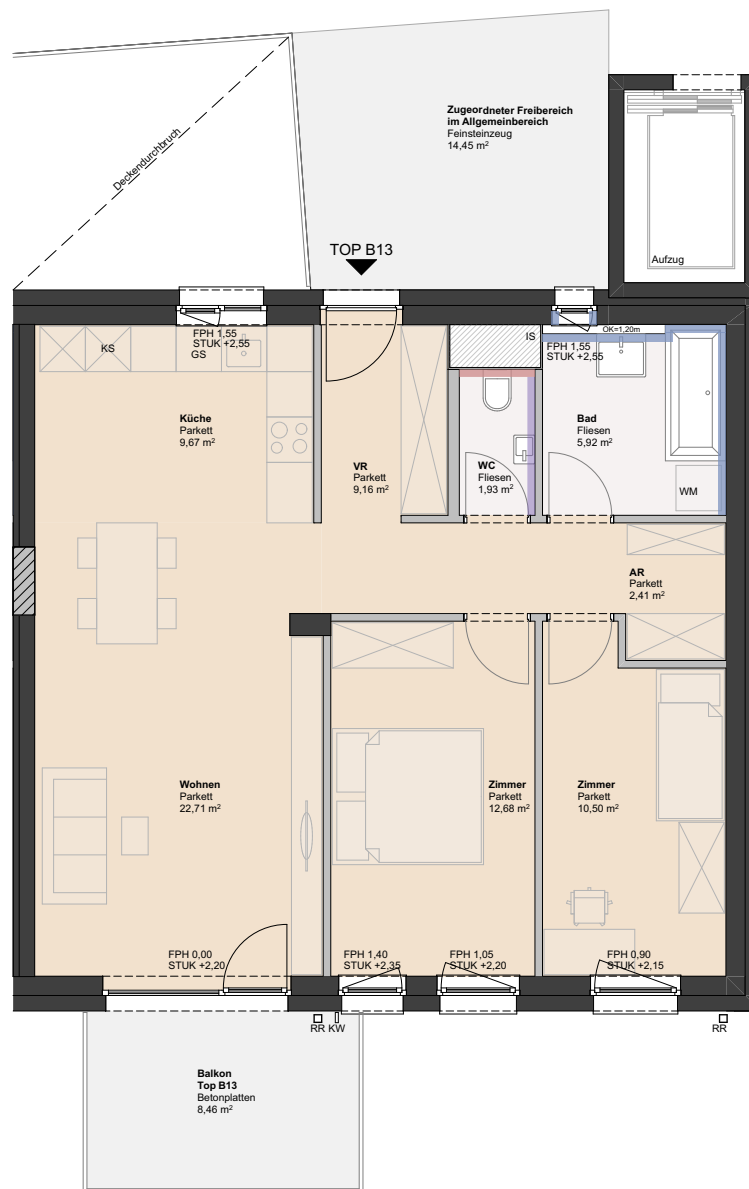 Zugeordneter Freibereich
im Allgemeinbereich
Feinsteinzeug
14,45 m²
Deckendurchbruch
TOP B13
Aufzug
FPH 1,55
STUK +2,55
GS
KS
IS
OK=1,20m
FPH 1,55
STUK +2,55
Küche
Parkett
9,67 m²
VR
Parkett
9,16 m²
WC
Fliesen
1,93 m²
Bad
Fliesen
5,92 m²
WM
AR
Parkett
2,41 m²
Wohnen
Parkett
22,71 m²
Zimmer
Parkett
12,68 m²
Zimmer
Parkett
10,50 m²
FPH 0,00
STUK +2,20
FPH 1,40
STUK +2,35
FPH 1,05
STUK +2,20
FPH 0,90
STUK +2,15
RR KW
RR
Balkon
Top B13
Betonplatten
8,46 m²